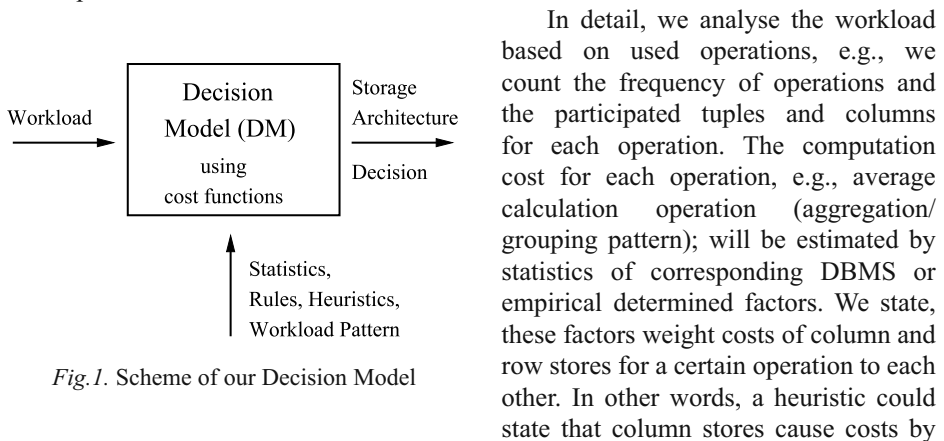 Workload
Decision
Model (DM)
using
cost functions
Storage
Architecture
Decision
Statistics,
Rules, Heuristics,
Workload Pattern
Fig.1. Scheme of our Decision Model
In detail, we analyse the workload
based on used operations, e.g., we
count the frequency of operations and
the participated tuples and columns
for each operation. The computation
cost for each operation, e.g., average
calculation operation (aggregation/
grouping pattern); will be estimated by
statistics of corresponding DBMS or
empirical determined factors. We state,
these factors weight costs of column and
row stores for a certain operation to each
other. In other words, a heuristic could
state that column stores cause costs by